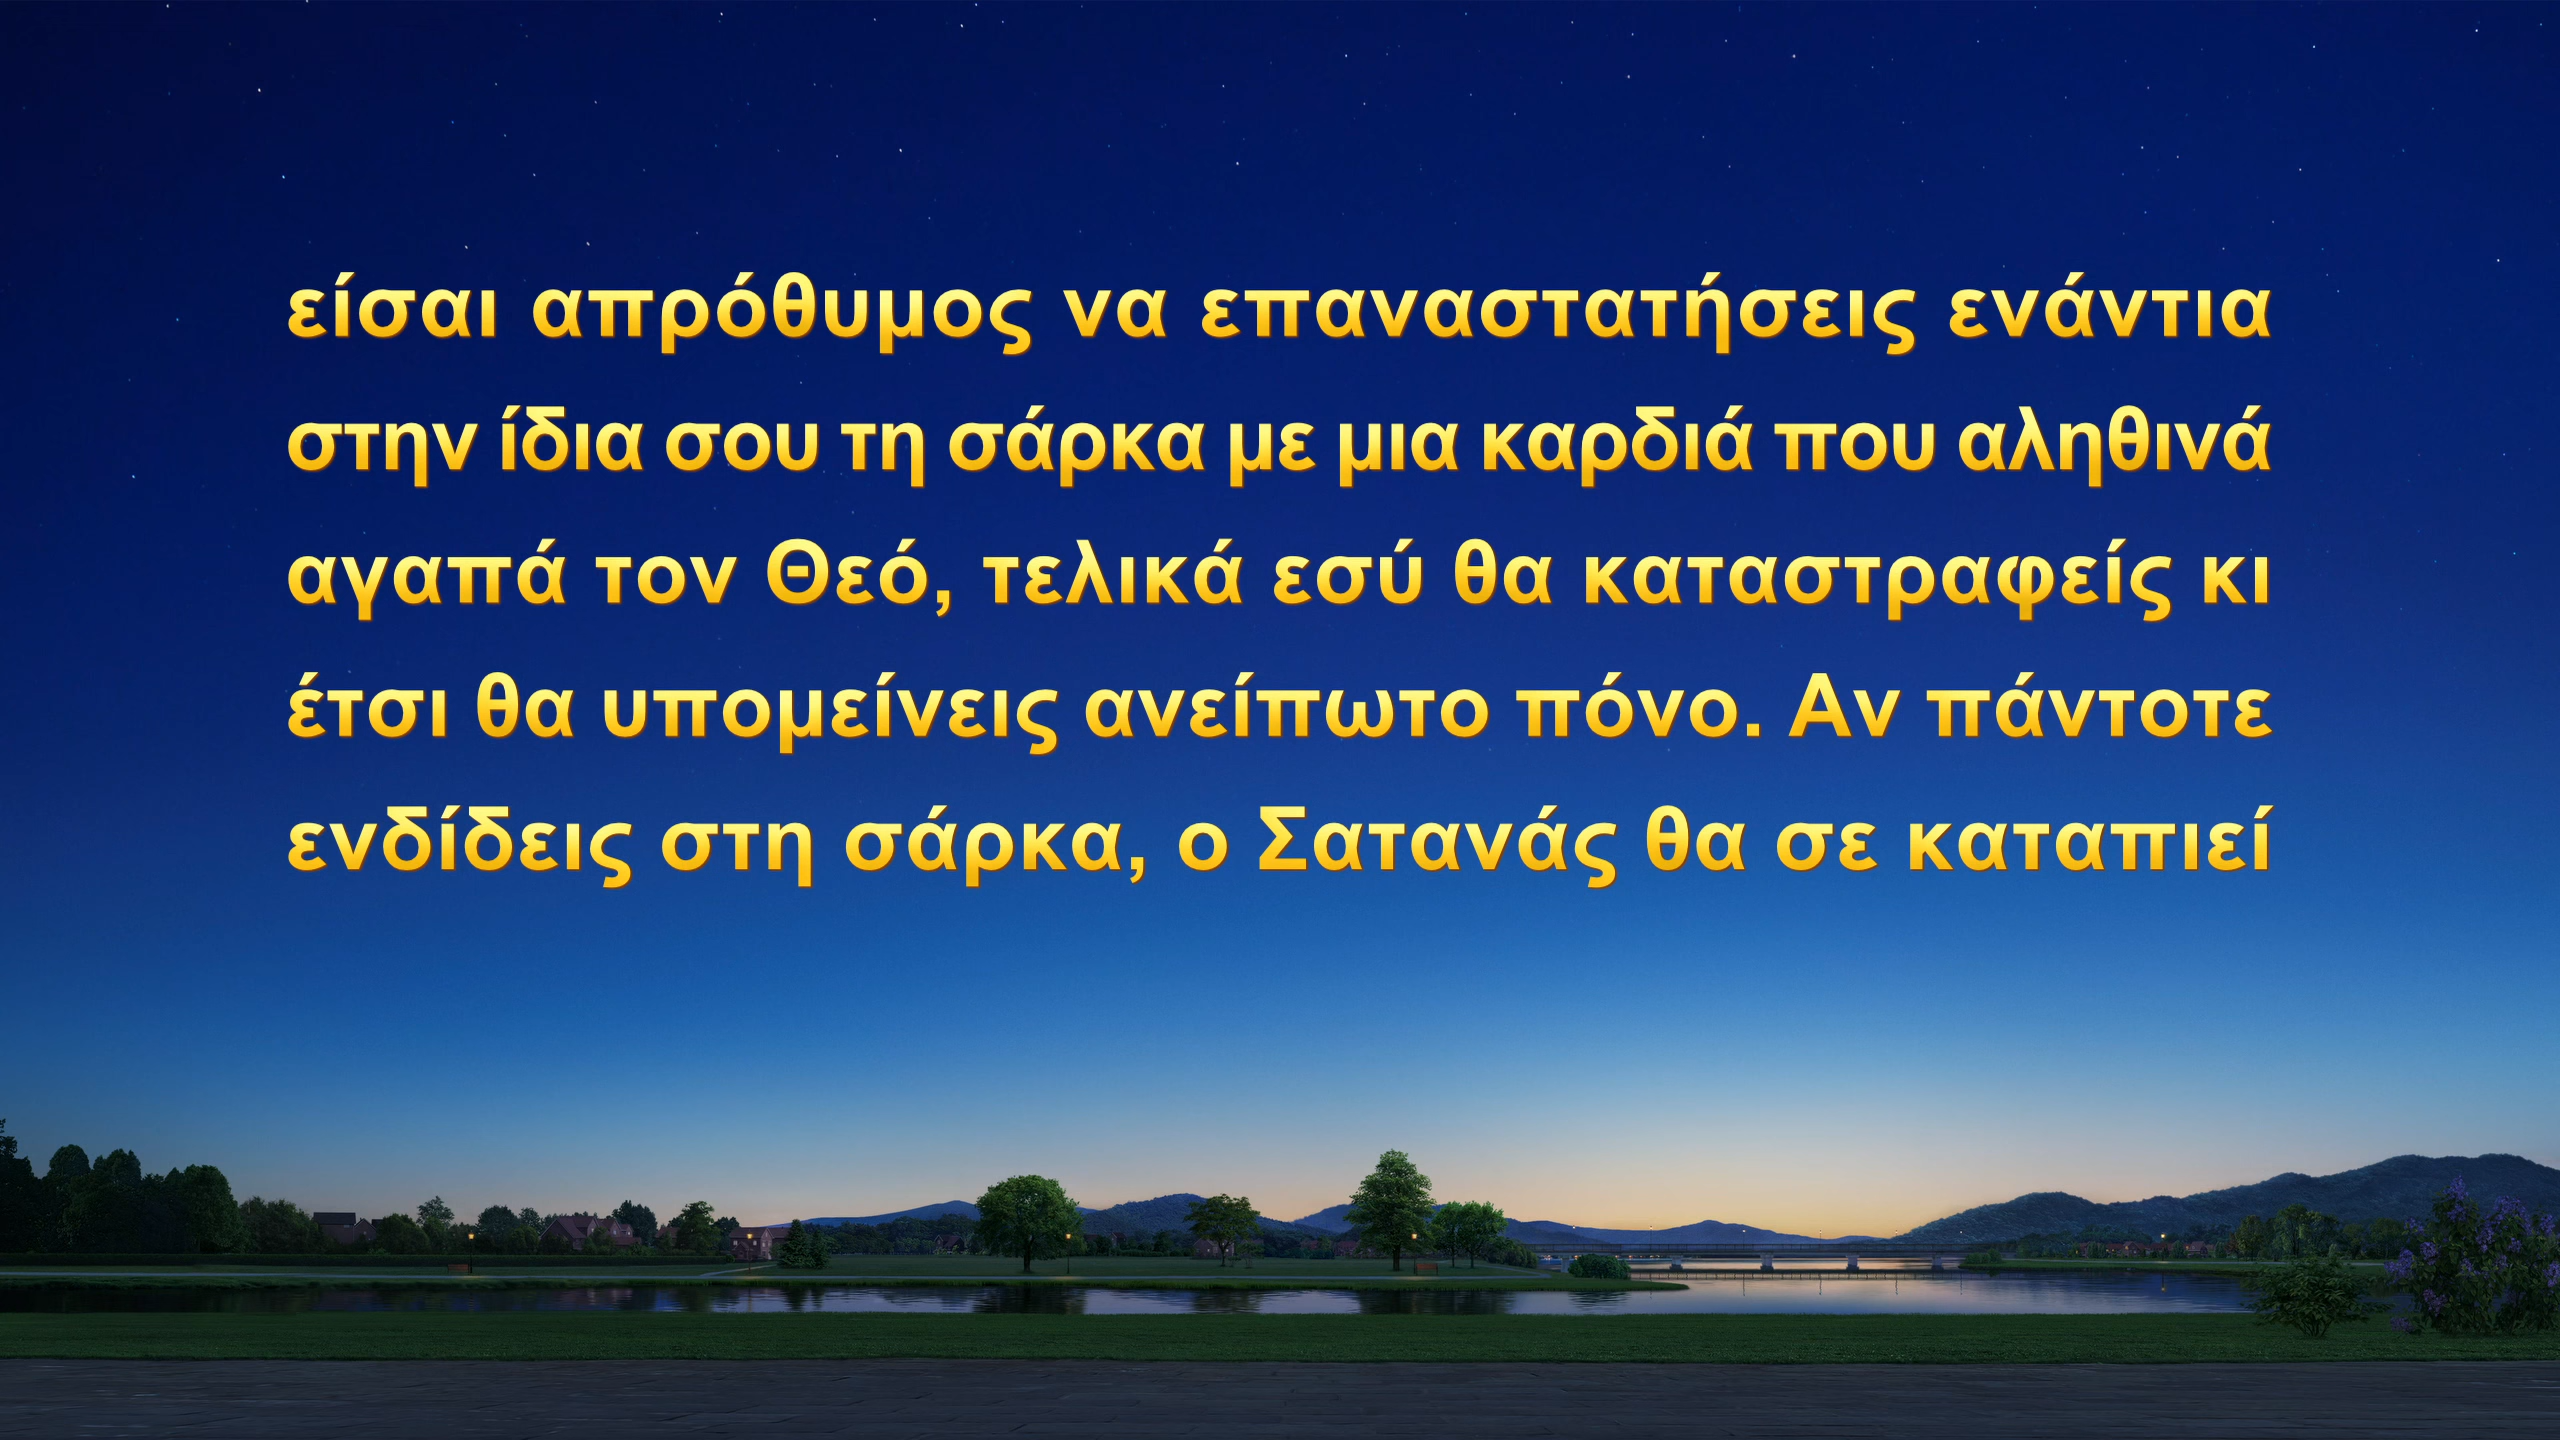 είσαι απρόθυμος να επαναστατήσεις ενάντια
στην ίδια σου τη σάρκα με μια καρδιά που αληθινά
αγαπά τον Θεό, τελικά εσύ θα καταστραφείς κι
έτσι θα υπομείνεις ανείπωτο πόνο. Αν πάντοτε
ενδίδεις στη σάρκα, ο Σατανάς θα σε καταπιεί